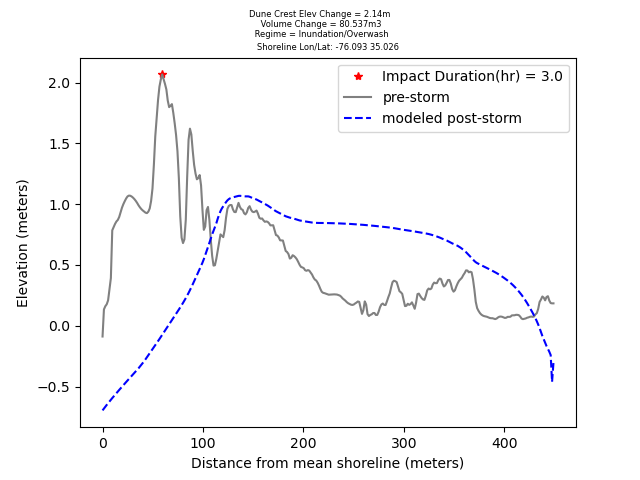 Dune Crest Elev Change = 2.14m
Volume Change = 80.537m3
Regime = Inundation/Overwash
Shoreline Lon/Lat: -76.093 35.026
Impact Duration(hr) = 3.0
pre-storm
modeled post-storm
Elevation (meters)
2.0
1.5
1.0
0.5
0.0
−0.5
0 100 200 300 400
Distance from mean shoreline (meters)